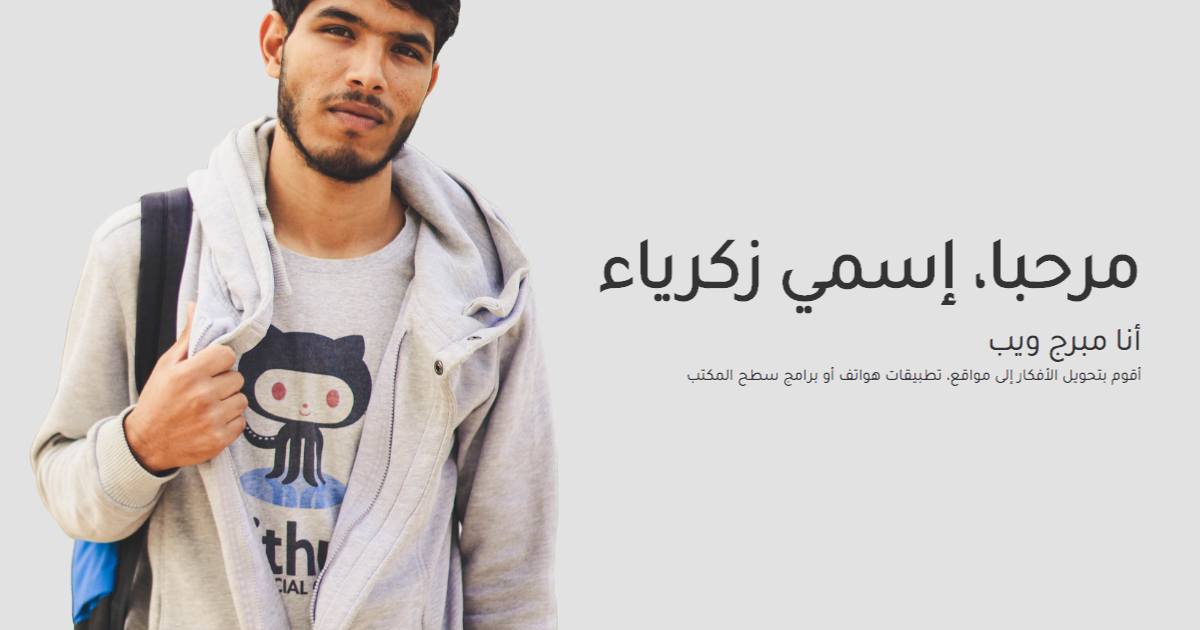 مرحبا، إسمي زكرياء
أنا مبرج ويب
أقوم بتحويل الأفكار إلى مواقع، تطبيقات هواتف أو برامج سطح المكتب